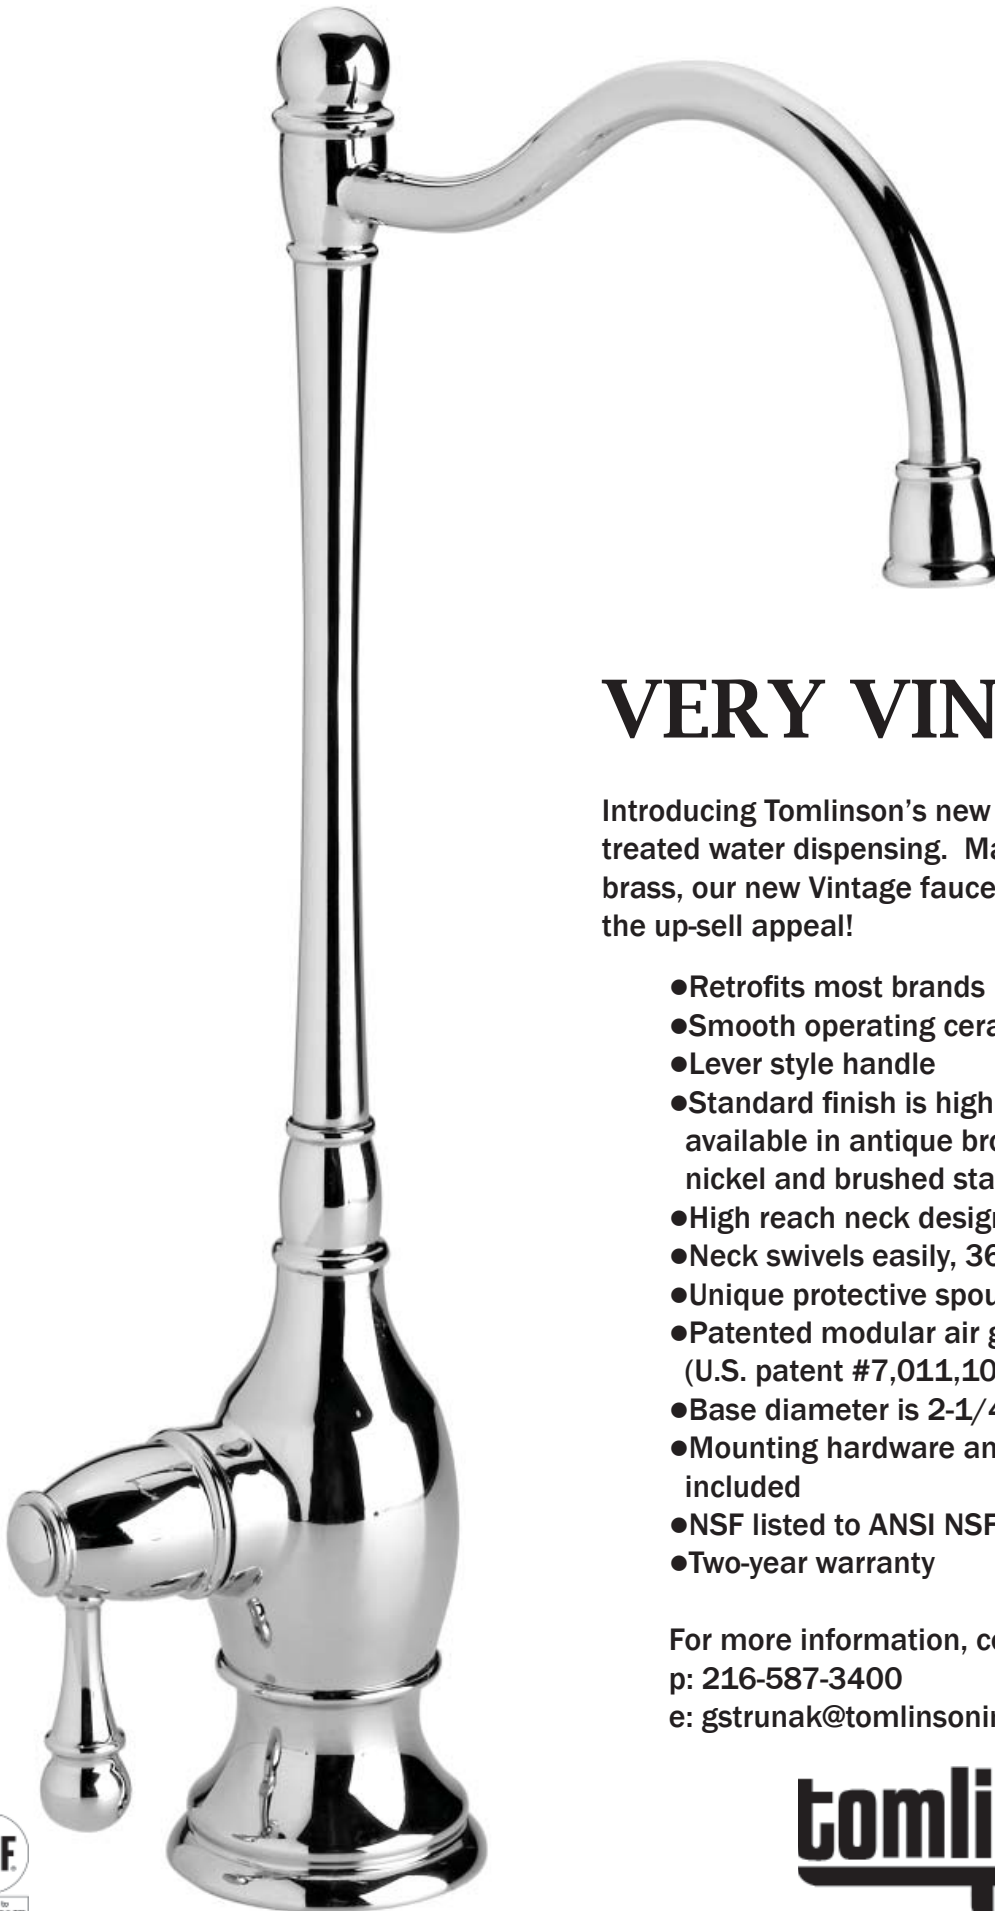 VERY VIN
Introducing Tomlinson's new
treated water dispensing. Ma
brass, our new Vintage fauce
the up-sell appeal!
●Retrofits most brands
●Smooth operating cera
●Lever style handle
●Standard finish is high
available in antique bro
nickel and brushed sta
●High reach neck design
●Neck swivels easily, 36
●Unique protective spou
●Patented modular air g
(U.S. patent #7,011,10
●Base diameter is 2-1/4
●Mounting hardware an
included
●NSF listed to ANSI NSF
●Two-year warranty
For more information, co
p: 216-587-3400
e: gstrunak@tomlinsonin
tomli
F®